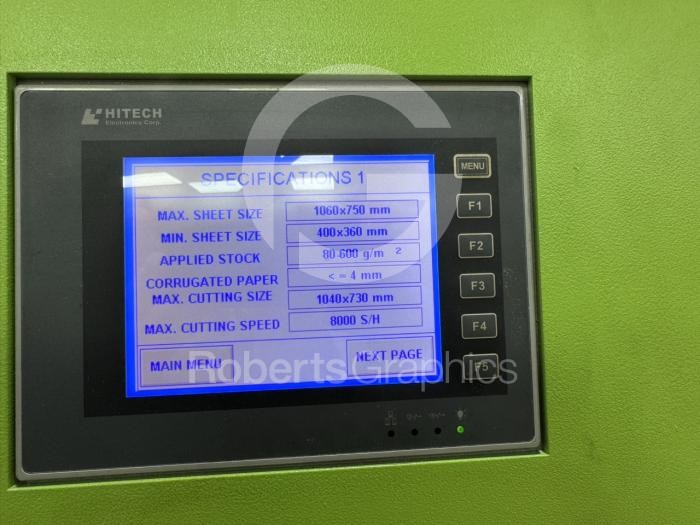 HITECH
Electronics Corp.
SPECIFICATIONS 1
MAX. SHEET SIZE 1060x750 mm
MIN. SHEET SIZE 400x360 mm
APPLIED STOCK 80-600 g/m 2
CORRUGATED PAPER < = 4 mm
MAX. CUTTING SIZE 1040x730 mm
MAX. CUTTING SPEED 8000 S/H
MAIN MENU NEXT PAGE
MENU
F1
F2
F3
F4
F5
RobertsGraphics